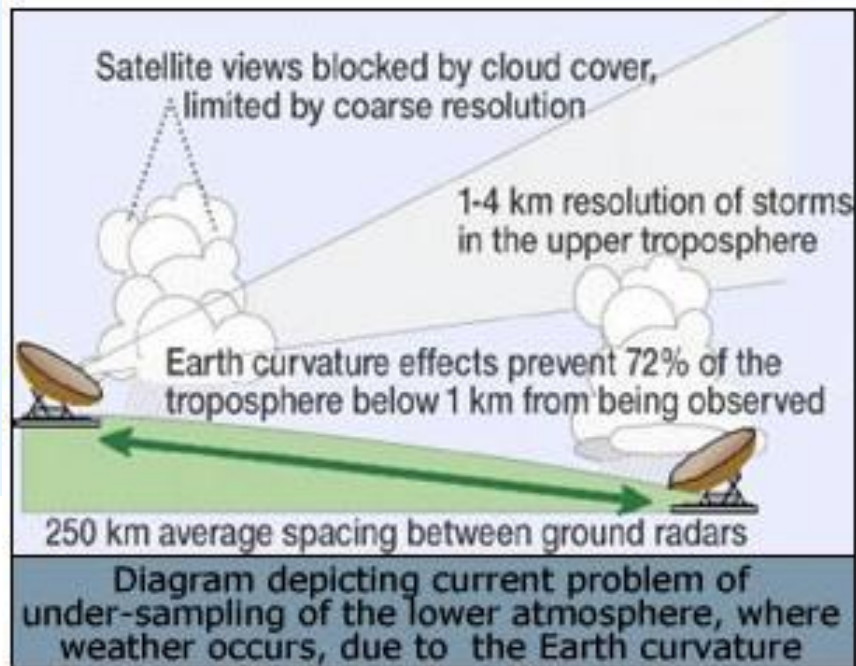 Satellite views blocked by cloud cover,
limited by coarse resolution
1-4 km resolution of storms
in the upper troposphere
Earth curvature effects prevent 72% of the
troposphere below 1 km from being observed
250 km average spacing between ground radars
Diagram depicting current problem of
under-sampling of the lower atmosphere, where
weather occurs, due to the Earth curvature